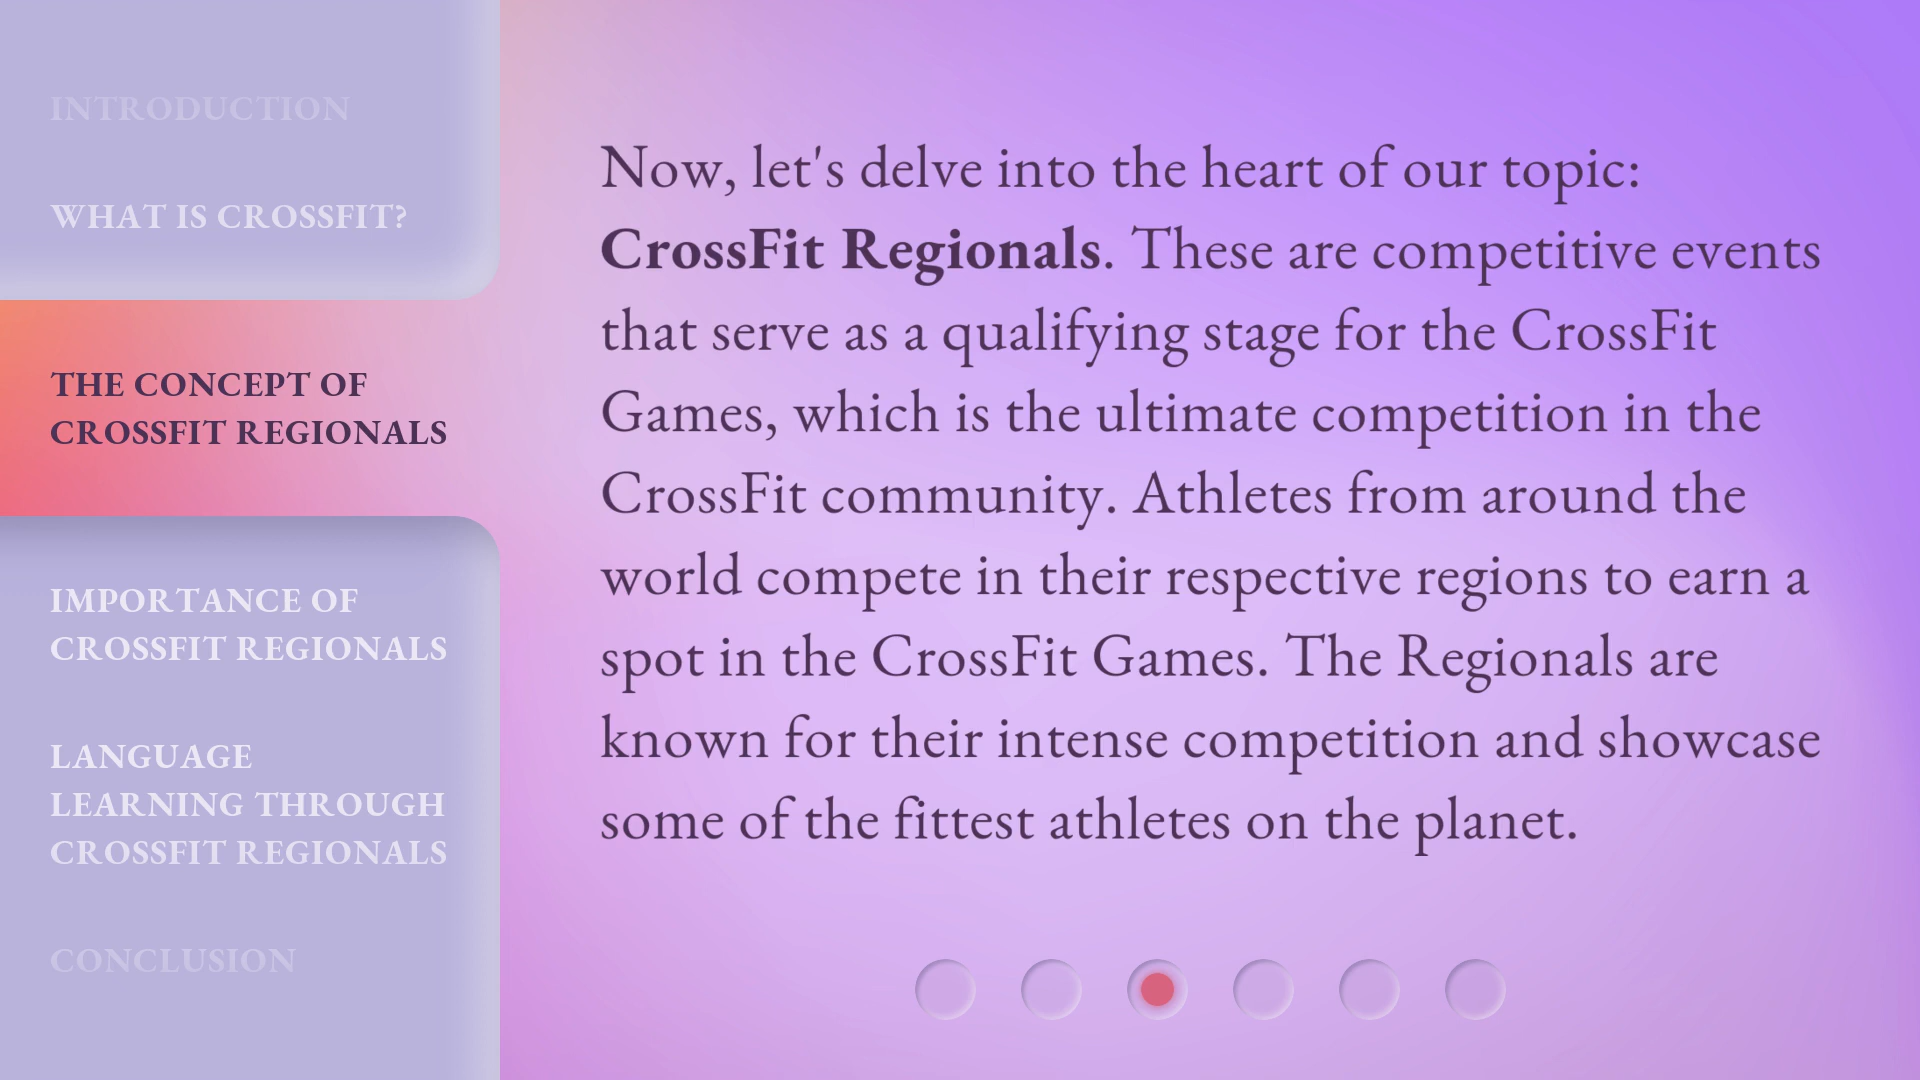 INTRODUCTION
WHAT IS CROSSFIT?
THE CONCEPT OF
CROSSFIT REGIONALS
IMPORTANCE OF
CROSSFIT REGIONALS
LANGUAGE
LEARNING THROUGH
CROSSFIT REGIONALS
CONCLUSION
Now, let's delve into the heart of our topic:
CrossFit Regionals. These are competitive events
that serve as a qualifying stage for the CrossFit
Games, which is the ultimate competition in the
CrossFit community. Athletes from around the
world compete in their respective regions to earn a
spot in the CrossFit Games. The Regionals are
known for their intense competition and showcase
some of the fittest athletes on the planet.